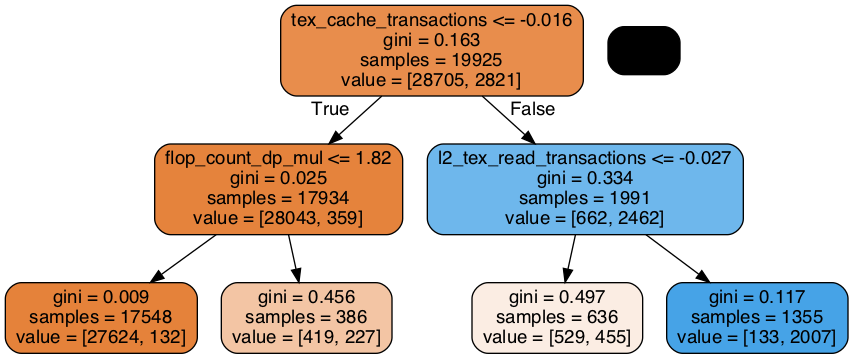 tex_cache_transactions <= -0.016
gini = 0.163
samples = 19925
value = [28705, 2821]
True
False
flop_count_dp_mul <= 1.82
gini = 0.025
samples = 17934
value = [28043, 359]
l2_tex_read_transactions <= -0.027
gini = 0.334
samples = 1991
value = [662, 2462]
gini = 0.009
samples = 17548
value = [27624, 132]
gini = 0.456
samples = 386
value = [419, 227]
gini = 0.497
samples = 636
value = [529, 455]
gini = 0.117
samples = 1355
value = [133, 2007]